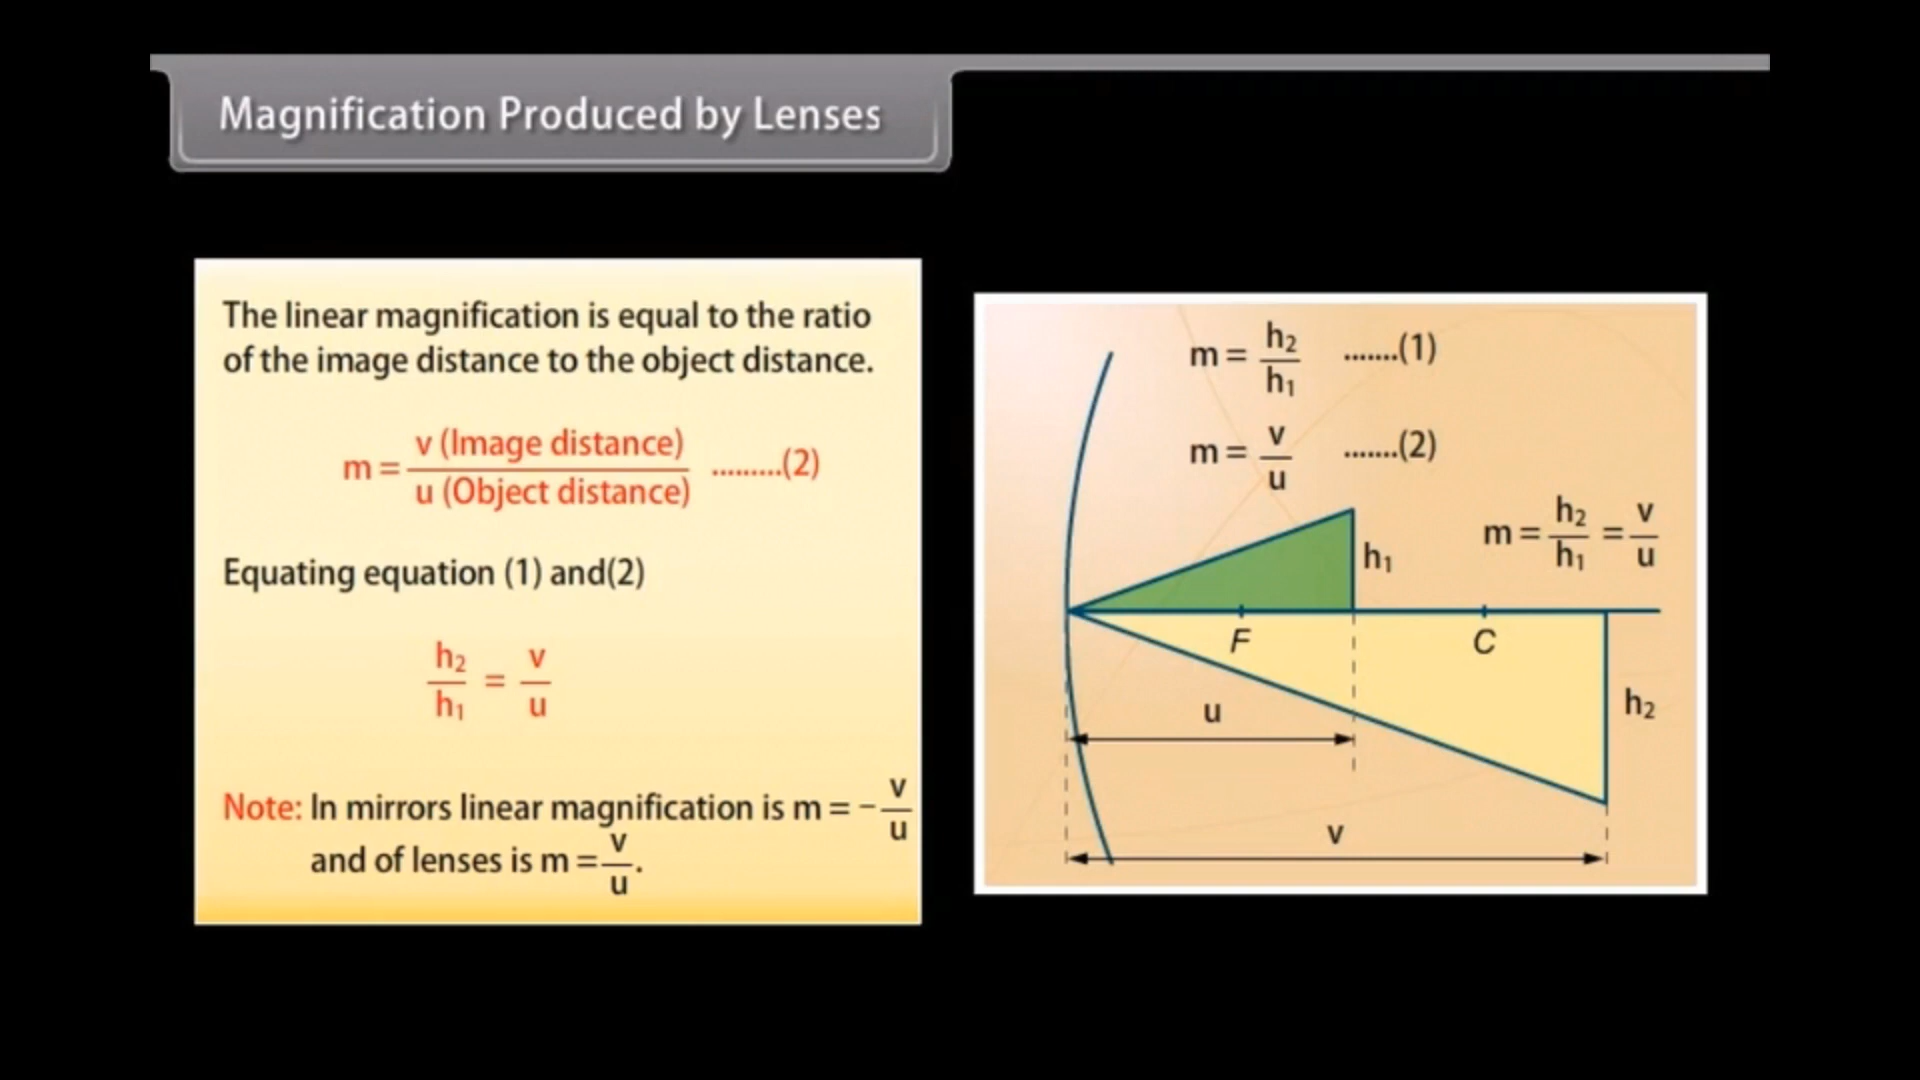 Magnification Produced by Lenses
The linear magnification is equal to the ratio
of the image distance to the object distance.
m = v (Image distance) / u (Object distance) .........(2)
Equating equation (1) and(2)
h₂/h₁ = v/u
Note: In mirrors linear magnification is m = - v/u
and of lenses is m = v/u.
m = h₂/h₁ .......(1)
m = v/u .......(2)
m = h₂/h₁ = v/u
h₁
F
C
u
h₂
v